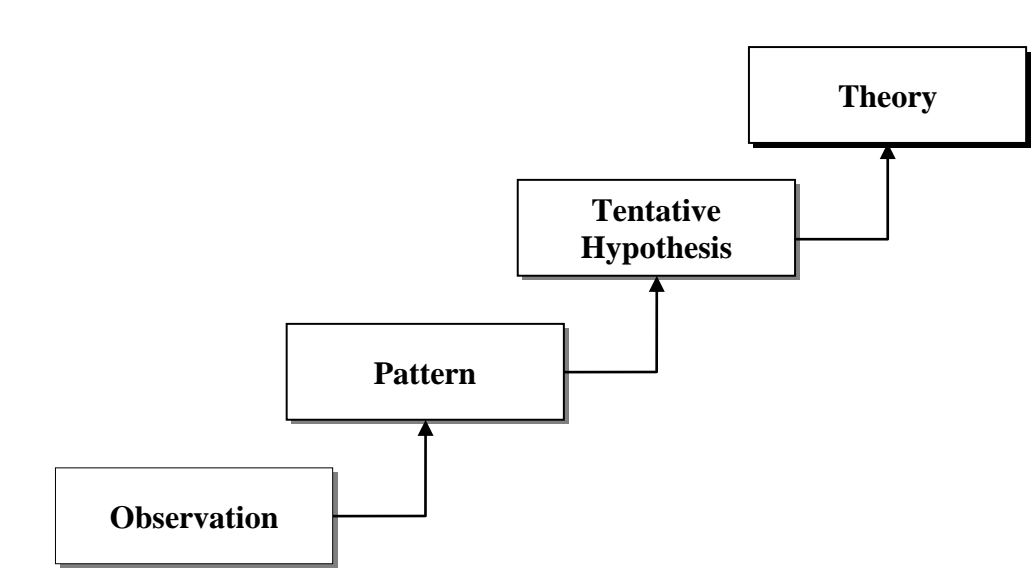 Theory
Tentative
Hypothesis
Pattern
Observation